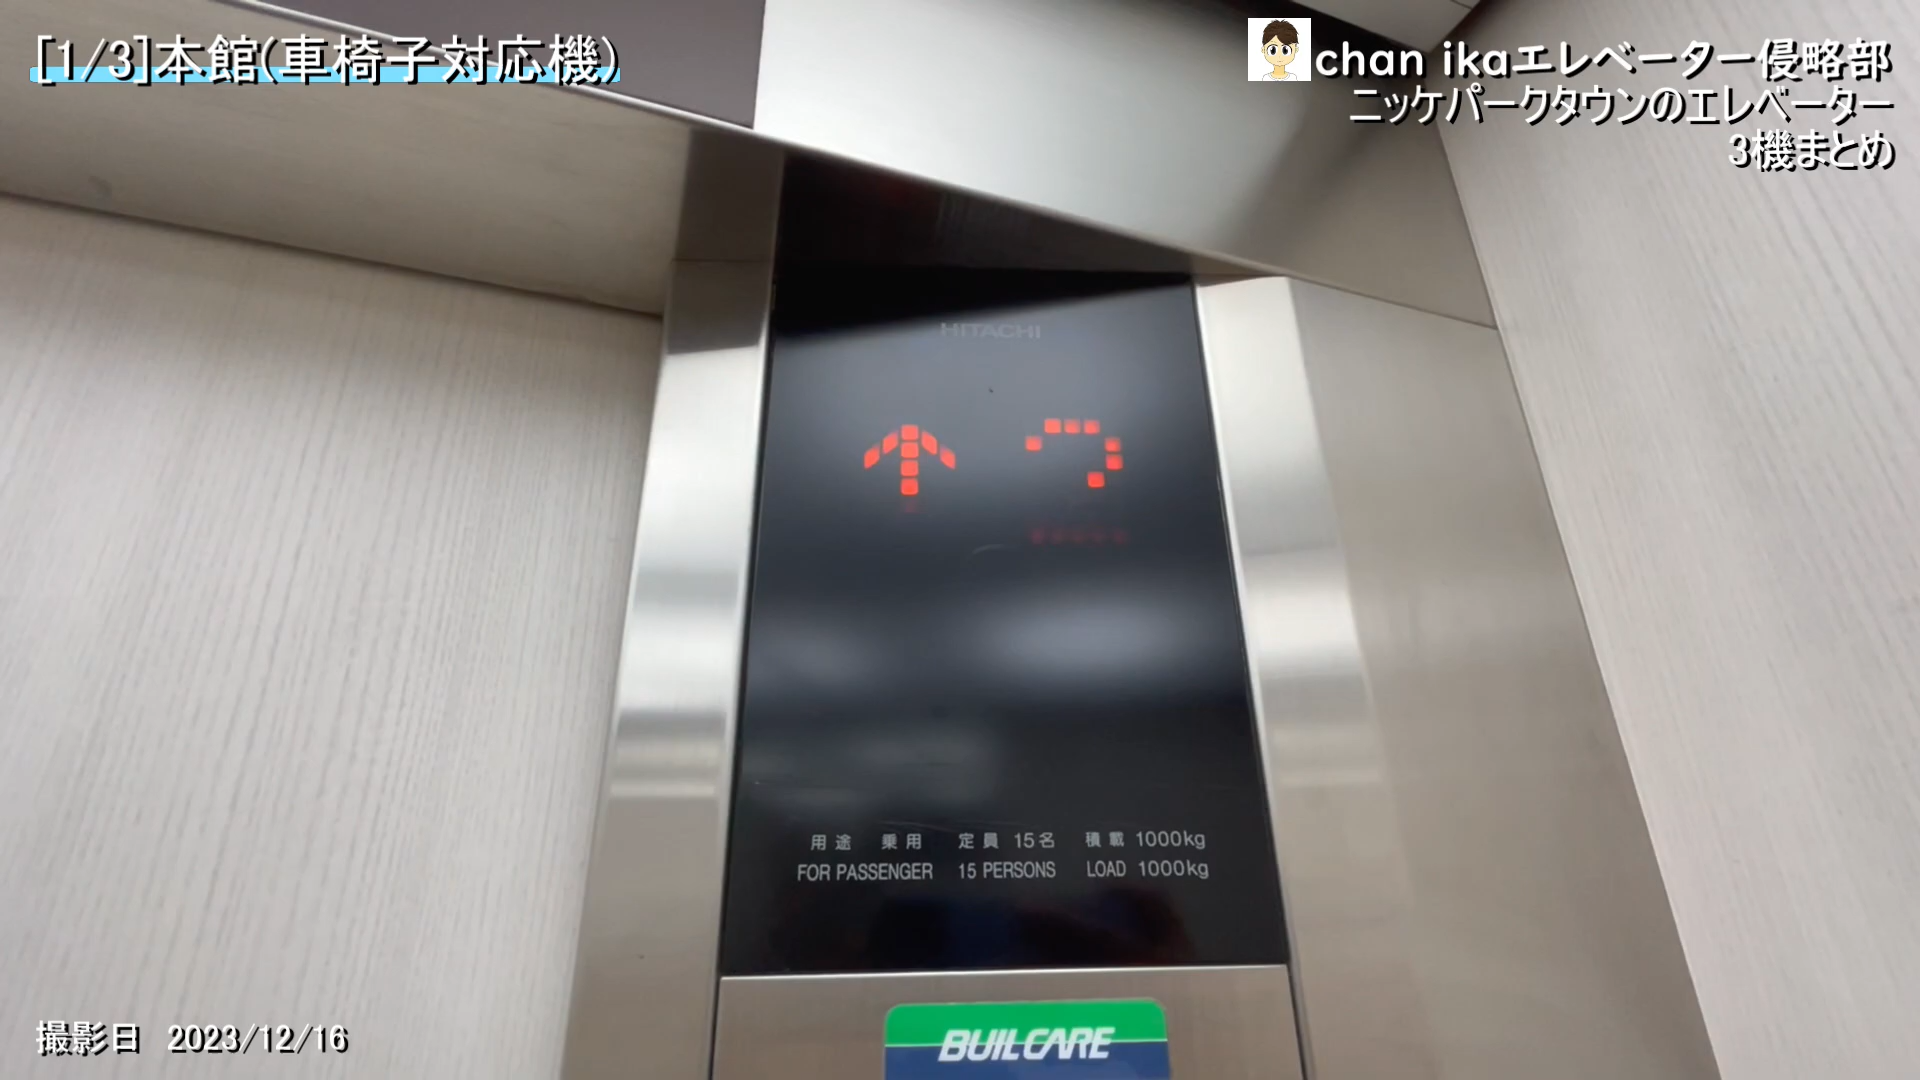 [1/3]本館(車椅子対応機)
chan ikaエレベーター侵略部
ニッケパークタウンのエレベーター
3機まとめ
HITACHI
用途 乗用 定員 15名 積載 1000kg
FOR PASSENGER 15 PERSONS LOAD 1000kg
BUILCARE
撮影日 2023/12/16